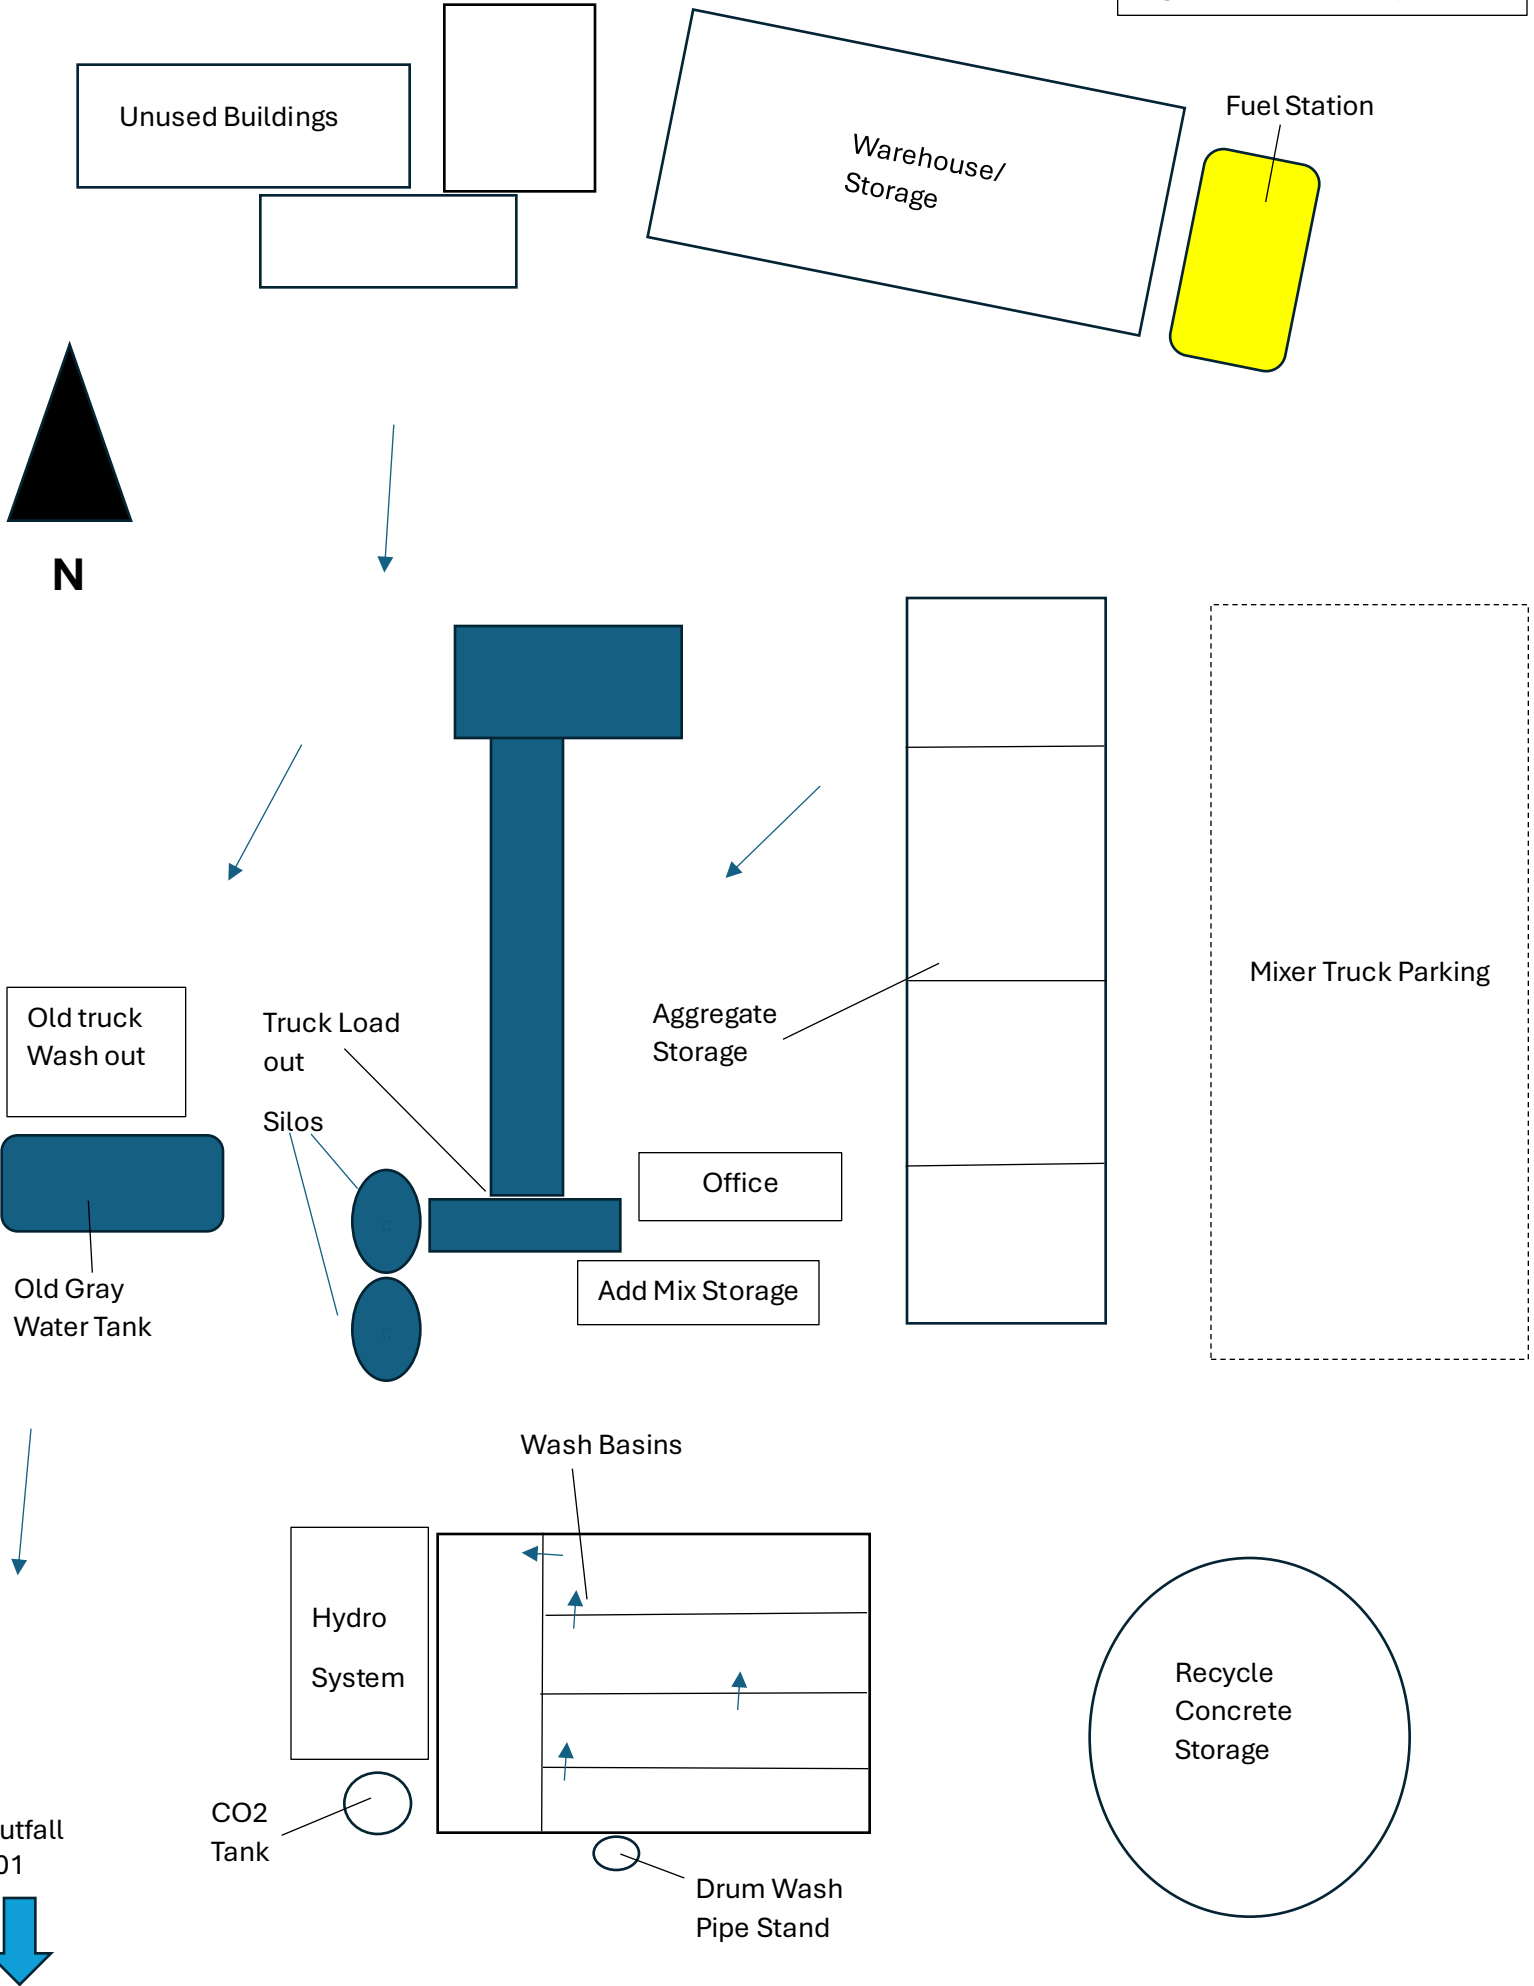 Fuel Station
Unused Buildings
Warehouse/
Storage
N
Mixer Truck Parking
Old truck
Wash out
Truck Load
out
Aggregate
Storage
Silos
Office
Old Gray
Water Tank
Add Mix Storage
Wash Basins
Hydro
System
Recycle
Concrete
Storage
CO2
Tank
utfall
01
Drum Wash
Pipe Stand